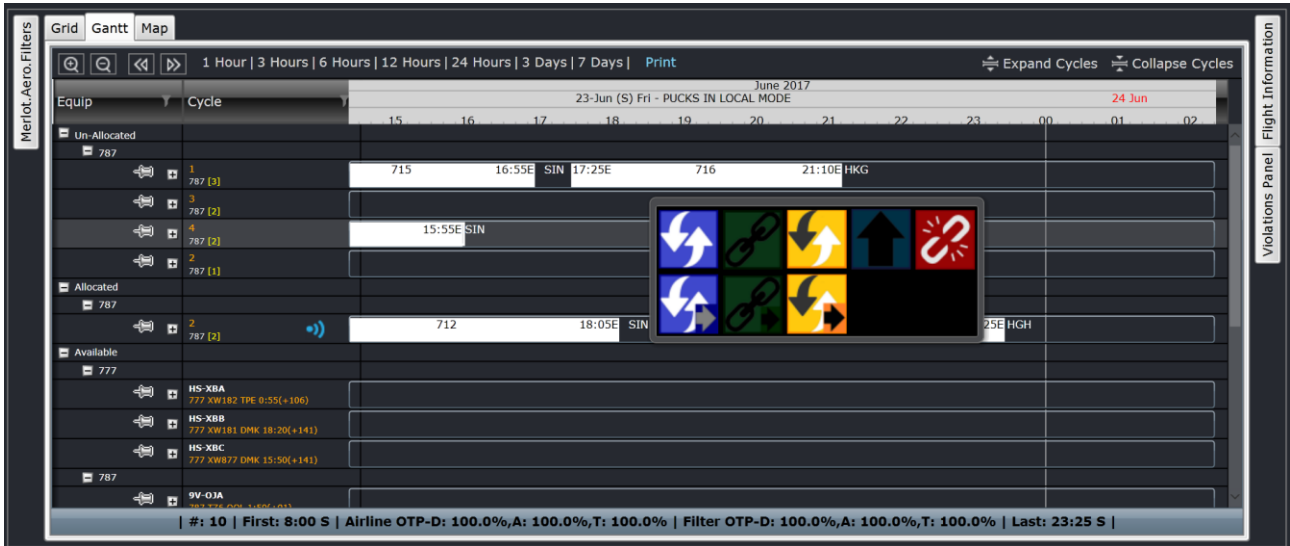 Merlot.Aero.Filters
Grid Gantt Map
1 Hour | 3 Hours | 6 Hours | 12 Hours | 24 Hours | 3 Days | 7 Days | Print
Expand Cycles Collapse Cycles
Equip Cycle
June 2017
23-Jun (S) Fri - PUCKS IN LOCAL MODE 24 Jun
15 16 17 18 19 20 21 22 23 00 01 02
Un-Allocated
787
1
787 [3]
715 16:55E SIN 17:25E 716 21:10E HKG
3
787 [2]
4
787 [2]
15:55E SIN
2
787 [1]
Allocated
787
2
787 [2]
712 18:05E SIN 25E HGH
Available
777
HS-XBA
777 XW182 TPE 0:55(+106)
HS-XBB
777 XW181 DMK 18:20(+141)
HS-XBC
777 XW877 DMK 15:50(+141)
787
9V-OJA
| #: 10 | First: 8:00 S | Airline OTP-D: 100.0%,A: 100.0%,T: 100.0% | Filter OTP-D: 100.0%,A: 100.0%,T: 100.0% | Last: 23:25 S |
Flight Information
Violations Panel